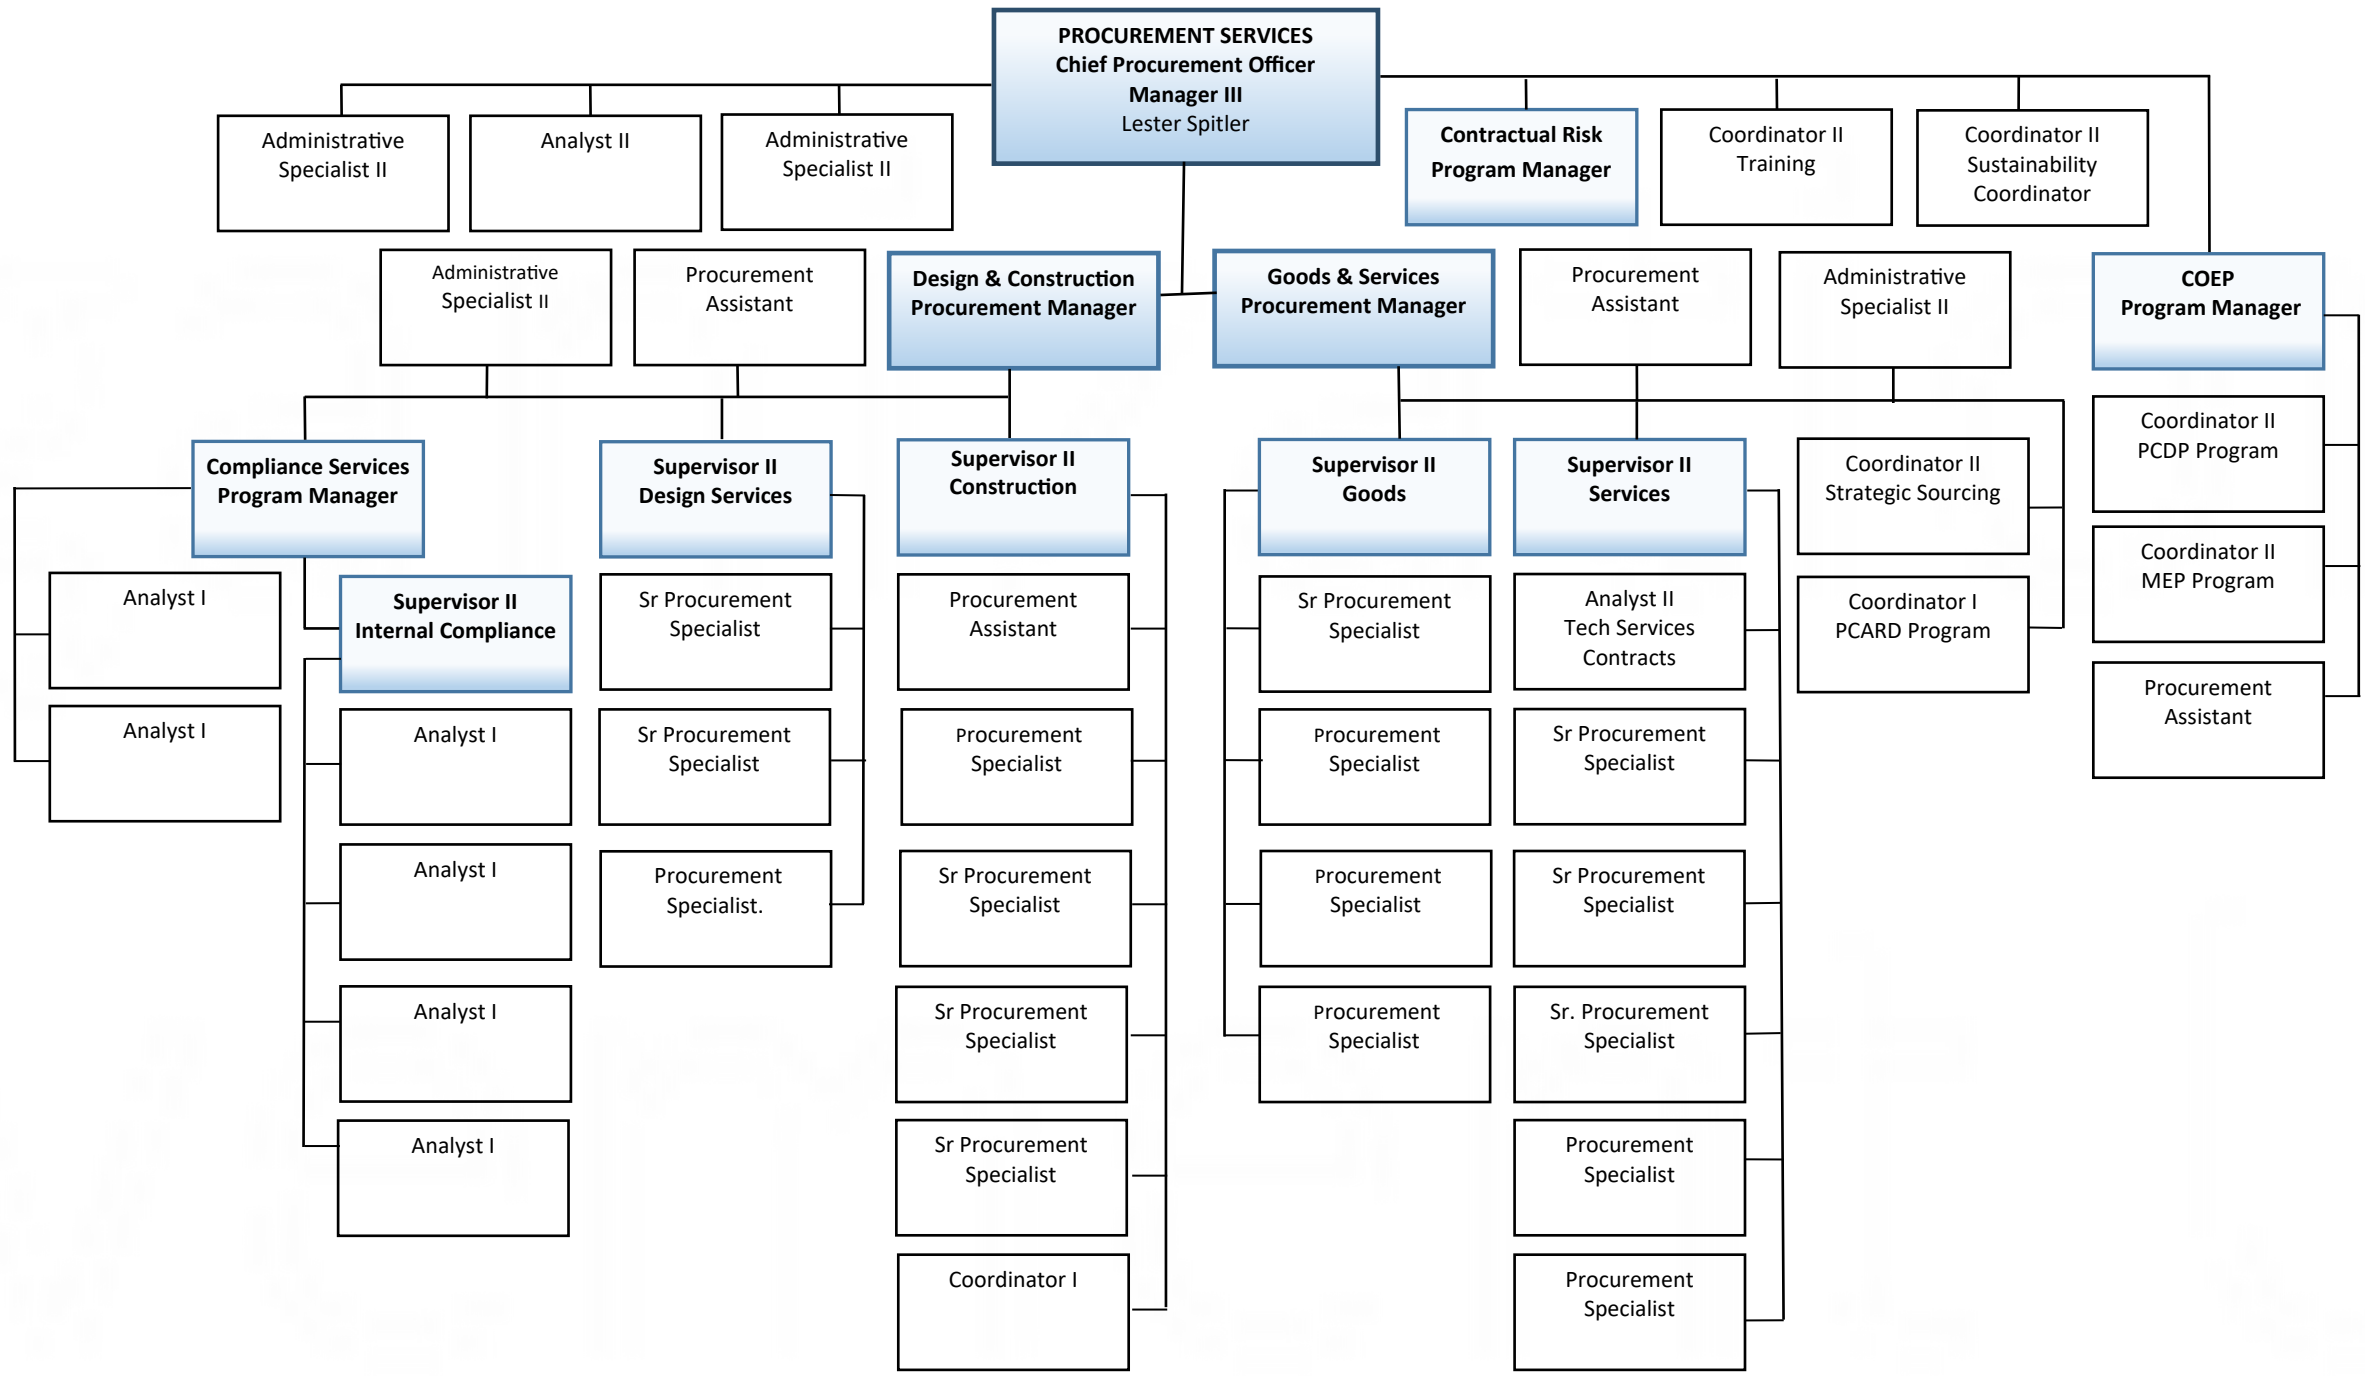 PROCUREMENT SERVICES
Chief Procurement Officer
Manager III
Lester Spitler
Administrative
Specialist II
Analyst II
Administrative
Specialist II
Contractual Risk
Program Manager
Coordinator II
Training
Coordinator II
Sustainability
Coordinator
Administrative
Specialist II
Procurement
Assistant
Design & Construction
Procurement Manager
Goods & Services
Procurement Manager
Procurement
Assistant
Administrative
Specialist II
COEP
Program Manager
Compliance Services
Program Manager
Analyst I
Analyst I
Supervisor II
Internal Compliance
Analyst I
Analyst I
Analyst I
Analyst I
Supervisor II
Design Services
Sr Procurement
Specialist
Sr Procurement
Specialist
Procurement
Specialist.
Supervisor II
Construction
Procurement
Assistant
Procurement
Specialist
Sr Procurement
Specialist
Sr Procurement
Specialist
Sr Procurement
Specialist
Coordinator I
Supervisor II
Goods
Sr Procurement
Specialist
Procurement
Specialist
Procurement
Specialist
Procurement
Specialist
Supervisor II
Services
Analyst II
Tech Services
Contracts
Sr Procurement
Specialist
Sr Procurement
Specialist
Sr. Procurement
Specialist
Procurement
Specialist
Procurement
Specialist
Coordinator II
Strategic Sourcing
Coordinator I
PCARD Program
Coordinator II
PCDP Program
Coordinator II
MEP Program
Procurement
Assistant